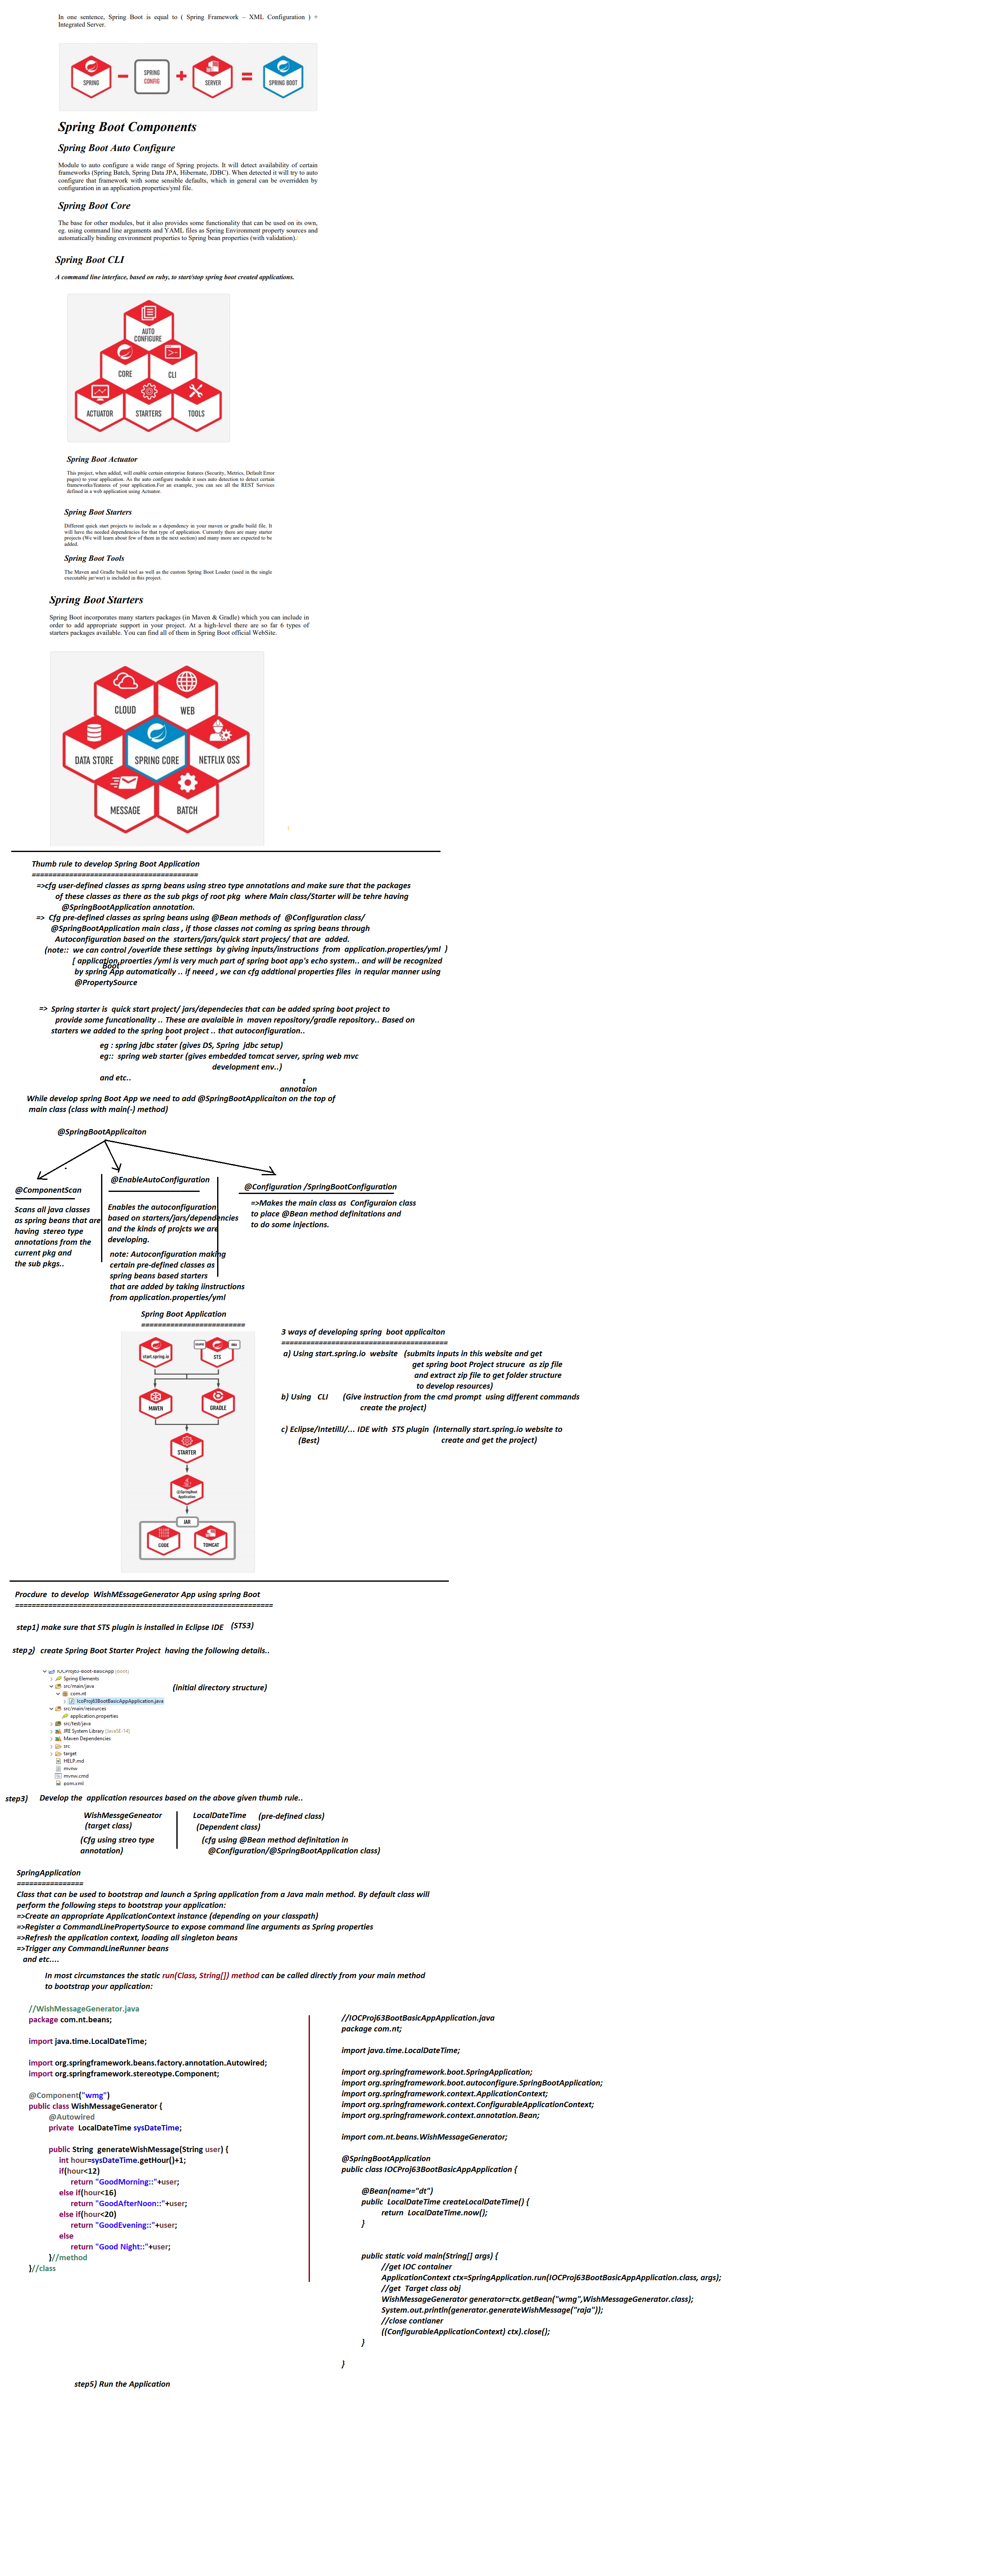 In one sentence, Spring Boot is equal to ( Spring Framework – XML Configuration ) +
Integrated Server.
SPRING
SPRING
CONFIG
SERVER
SPRING BOOT
Spring Boot Components
Spring Boot Auto Configure
Module to auto configure a wide range of Spring projects. It will detect availability of certain
frameworks (Spring Batch, Spring Data JPA, Hibernate, JDBC). When detected it will try to auto
configure that framework with some sensible defaults, which in general can be overridden by
configuration in an application.properties/yml file.
Spring Boot Core
The base for other modules, but it also provides some functionality that can be used on its own,
eg. using command line arguments and YAML files as Spring Environment property sources and
automatically binding environment properties to Spring bean properties (with validation).
Spring Boot CLI
A command line interface, based on ruby, to start/stop spring boot created applications.
AUTO
CONFIGURE
CORE
CLI
ACTUATOR
STARTERS
TOOLS
Spring Boot Actuator
This project, when added, will enable certain enterprise features (Security, Metrics, Default Error
pages) to your application. As the auto configure module it uses auto detection to detect certain
frameworks/features of your application.For an example, you can see all the REST Services
defined in a web application using Actuator.
Spring Boot Starters
Different quick start projects to include as a dependency in your maven or gradle build file. It
will have the needed dependencies for that type of application. Currently there are many starter
projects (We will learn about few of them in the next section) and many more are expected to be
added.
Spring Boot Tools
The Maven and Gradle build tool as well as the custom Spring Boot Loader (used in the single
executable jar/war) is included in this project.
Spring Boot Starters
Spring Boot incorporates many starters packages (in Maven & Gradle) which you can include in
order to add appropriate support in your project. At a high-level there are so far 6 types of
starters packages available. You can find all of them in Spring Boot official WebSite.
CLOUD
WEB
DATA STORE
SPRING CORE
NETFLIX OSS
MESSAGE
BATCH
Thumb rule to develop Spring Boot Application
========================================
=>cfg user-defined classes as sprng beans using streo type annotations and make sure that the packages
of these classes as there as the sub pkgs of root pkg where Main class/Starter will be tehre having
@SpringBootApplication annotation.
=> Cfg pre-defined classes as spring beans using @Bean methods of @Configuration class/
@SpringBootApplication main class , if those classes not coming as spring beans through
Autoconfiguration based on the starters/jars/quick start projecs/ that are added.
(note:: we can control /override these settings by giving inputs/instructions from application.properties/yml )
[ application.proerties /yml is very much part of spring boot app's echo system.. and will be recognized
Boot
by spring App automatically .. if neeed , we can cfg addtional properties files in reqular manner using
@PropertySource
=> Spring starter is quick start project/ jars/dependecies that can be added spring boot project to
provide some funcationality .. These are avalaible in maven repository/gradle repository.. Based on
starters we added to the spring boot project .. that autoconfiguration..
r
eg : spring jdbc stater (gives DS, Spring jdbc setup)
eg:: spring web starter (gives embedded tomcat server, spring web mvc
development env..)
and etc..
t
annotaion
While develop spring Boot App we need to add @SpringBootApplicaiton on the top of
main class (class with main(-) method)
@SpringBootApplicaiton
@ComponentScan
Scans all java classes
as spring beans that are
having stereo type
annotations from the
current pkg and
the sub pkgs..
@EnableAutoConfiguration
Enables the autoconfiguration
based on starters/jars/dependencies
and the kinds of projcts we are
developing.
note: Autoconfiguration making
certain pre-defined classes as
spring beans based starters
that are added by taking iinstructions
from application.properties/yml
@Configuration /SpringBootConfiguration
=>Makes the main class as Configuraion class
to place @Bean method definitations and
to do some injections.
Spring Boot Application
=========================
start.spring.io
STS
MAVEN
GRADLE
STARTER
@SpringBoot
Application
JAR
CODE
TOMCAT
3 ways of developing spring boot applicaiton
========================================
a) Using start.spring.io website (submits inputs in this website and get
get spring boot Project strucure as zip file
and extract zip file to get folder structure
to develop resources)
b) Using CLI (Give instruction from the cmd prompt using different commands
create the project)
c) Eclipse/IntetillJ/... IDE with STS plugin (Internally start.spring.io website to
(Best) create and get the project)
Procdure to develop WishMEssageGenerator App using spring Boot
==============================================================
step1) make sure that STS plugin is installed in Eclipse IDE (STS3)
step2) create Spring Boot Starter Project having the following details..
IOCProj63-Boot-BasicApp [boot]
Spring Elements
src/main/java
com.nt
IocProj63BootBasicAppApplication.java
src/main/resources
application.properties
src/test/java
JRE System Library [JavaSE-14]
Maven Dependencies
src
target
HELP.md
mvnw
mvnw.cmd
pom.xml
(initial directory structure)
step3) Develop the application resources based on the above given thumb rule..
WishMessgeGeneator
(target class)
(Cfg using streo type
annotation)
LocalDateTime (pre-defined class)
(Dependent class)
(cfg using @Bean method definitation in
@Configuration/@SpringBootApplication class)
SpringApplication
================
Class that can be used to bootstrap and launch a Spring application from a Java main method. By default class will
perform the following steps to bootstrap your application:
=>Create an appropriate ApplicationContext instance (depending on your classpath)
=>Register a CommandLinePropertySource to expose command line arguments as Spring properties
=>Refresh the application context, loading all singleton beans
=>Trigger any CommandLineRunner beans
and etc....
In most circumstances the static run(Class, String[]) method can be called directly from your main method
to bootstrap your application:
//WishMessageGenerator.java
package com.nt.beans;
import java.time.LocalDateTime;
import org.springframework.beans.factory.annotation.Autowired;
import org.springframework.stereotype.Component;
@Component("wmg")
public class WishMessageGenerator {
@Autowired
private LocalDateTime sysDateTime;
public String generateWishMessage(String user) {
int hour=sysDateTime.getHour()+1;
if(hour<12)
return "GoodMorning::"+user;
else if(hour<16)
return "GoodAfterNoon::"+user;
else if(hour<20)
return "GoodEvening::"+user;
else
return "Good Night::"+user;
}//method
}//class
//IOCProj63BootBasicAppApplication.java
package com.nt;
import java.time.LocalDateTime;
import org.springframework.boot.SpringApplication;
import org.springframework.boot.autoconfigure.SpringBootApplication;
import org.springframework.context.ApplicationContext;
import org.springframework.context.ConfigurableApplicationContext;
import org.springframework.context.annotation.Bean;
import com.nt.beans.WishMessageGenerator;
@SpringBootApplication
public class IOCProj63BootBasicAppApplication {
@Bean(name="dt")
public LocalDateTime createLocalDateTime() {
return LocalDateTime.now();
}
public static void main(String[] args) {
//get IOC container
ApplicationContext ctx=SpringApplication.run(IOCProj63BootBasicAppApplication.class, args);
//get Target class obj
WishMessageGenerator generator=ctx.getBean("wmg",WishMessageGenerator.class);
System.out.println(generator.generateWishMessage("raja"));
//close contianer
((ConfigurableApplicationContext) ctx).close();
}
}
step5) Run the Application